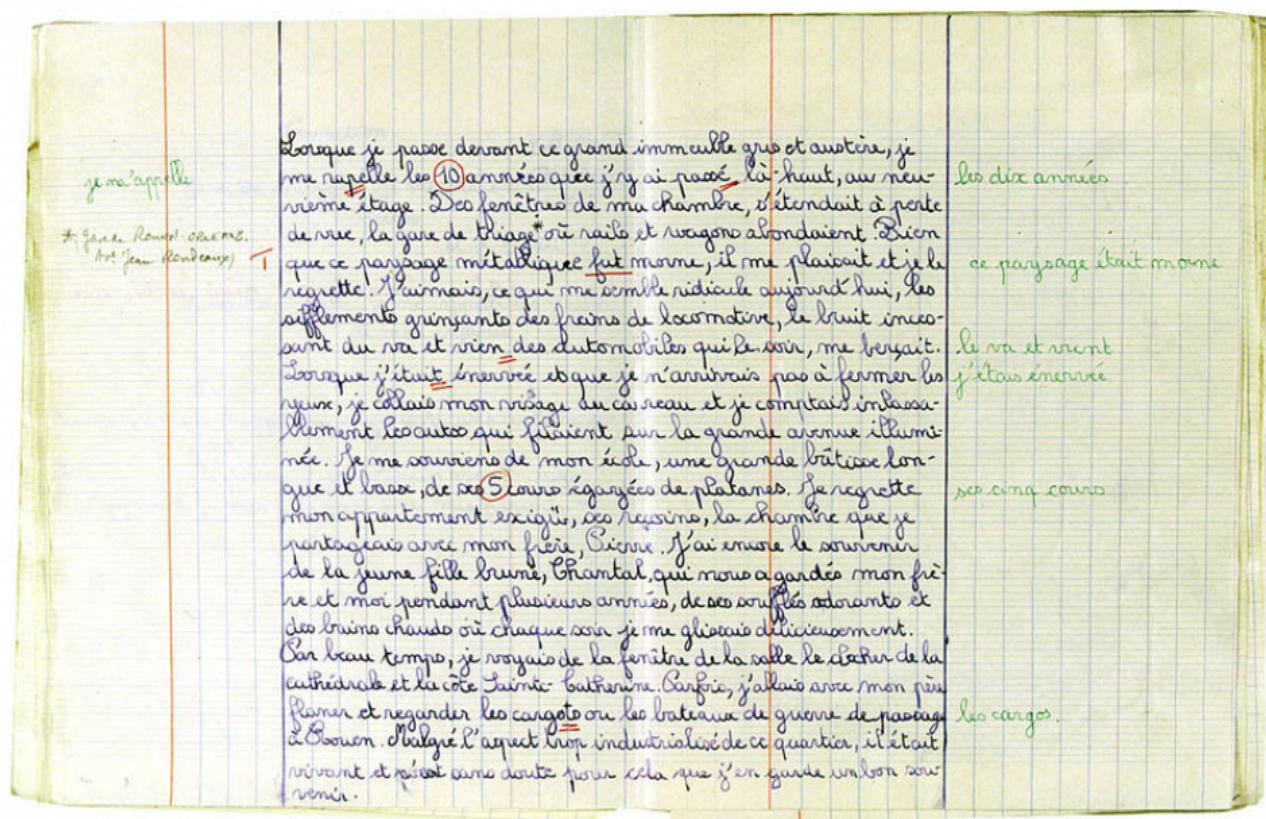 Lorsque je passe devant ce grand immeuble gris et austère, je
me rapelle les 10 années que j'y ai passé là-haut, au neu-
vième étage. Des fenêtres de ma chambre, s'étendait à perte
de vue, la gare de triage* où rails et wagons abondaient. Bien
que ce paysage métallique fut morne, il me plaisait et je le
regrette. J'aimais, ce qui me semble ridicule aujourd'hui, les
sifflements grinçants des freins de locomotive, le bruit inces-
sant du va et vien des automobiles qui le soir, me berçait.
Lorsque j'était énervée et que je n'arrivais pas à fermer les
yeux, je collais mon visage au carreau et je comptais inlassa-
blement les autos qui filaient sur la grande avenue illumi-
née. Je me souviens de mon école, une grande bâtisse lon-
gue et basse, de ses 5 cours égayées de platanes. Je regrette
mon appartement exigü, ses recoins, la chambre que je
partageais avec mon frère, Pierre. J'ai encore le souvenir
de la jeune fille brune, Chantal, qui nous a gardés mon frè-
re et moi pendant plusieurs années, de ses soufflés odorants et
des bains chauds où chaque soir je me glissais délicieusement.
Par beau temps, je voyais de la fenêtre de la salle le clocher de la
cathédrale et la côte Sainte-Catherine. Parfois, j'allais avec mon père
flaner et regarder les cargots ou les bateaux de guerre de passage
à Rouen. Malgré l'aspect trop industrialisé de ce quartier, il était
vivant et c'est sans doute pour cela que j'en garde un bon sou-
venir.
je m'appelle
* Gare de Rouen-ORLEANS.
Av. Jean Rondeaux)
T
les dix années
ce paysage était morne
le va et vient
j'étais énervée
ses cinq cours
les cargos.